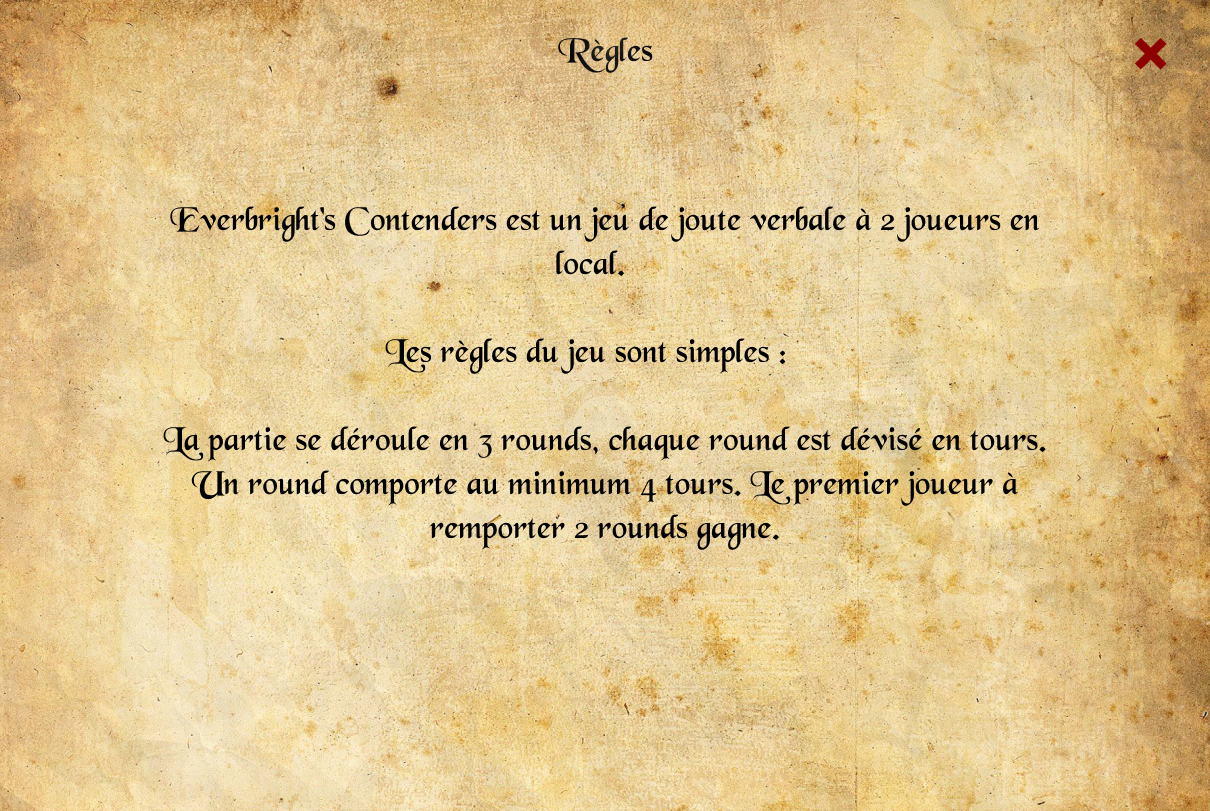 Règles
Everbright's Contenders est un jeu de joute verbale à 2 joueurs en
local.
Les règles du jeu sont simples :
La partie se déroule en 3 rounds, chaque round est dévisé en tours.
Un round comporte au minimum 4 tours. Le premier joueur à
remporter 2 rounds gagne.